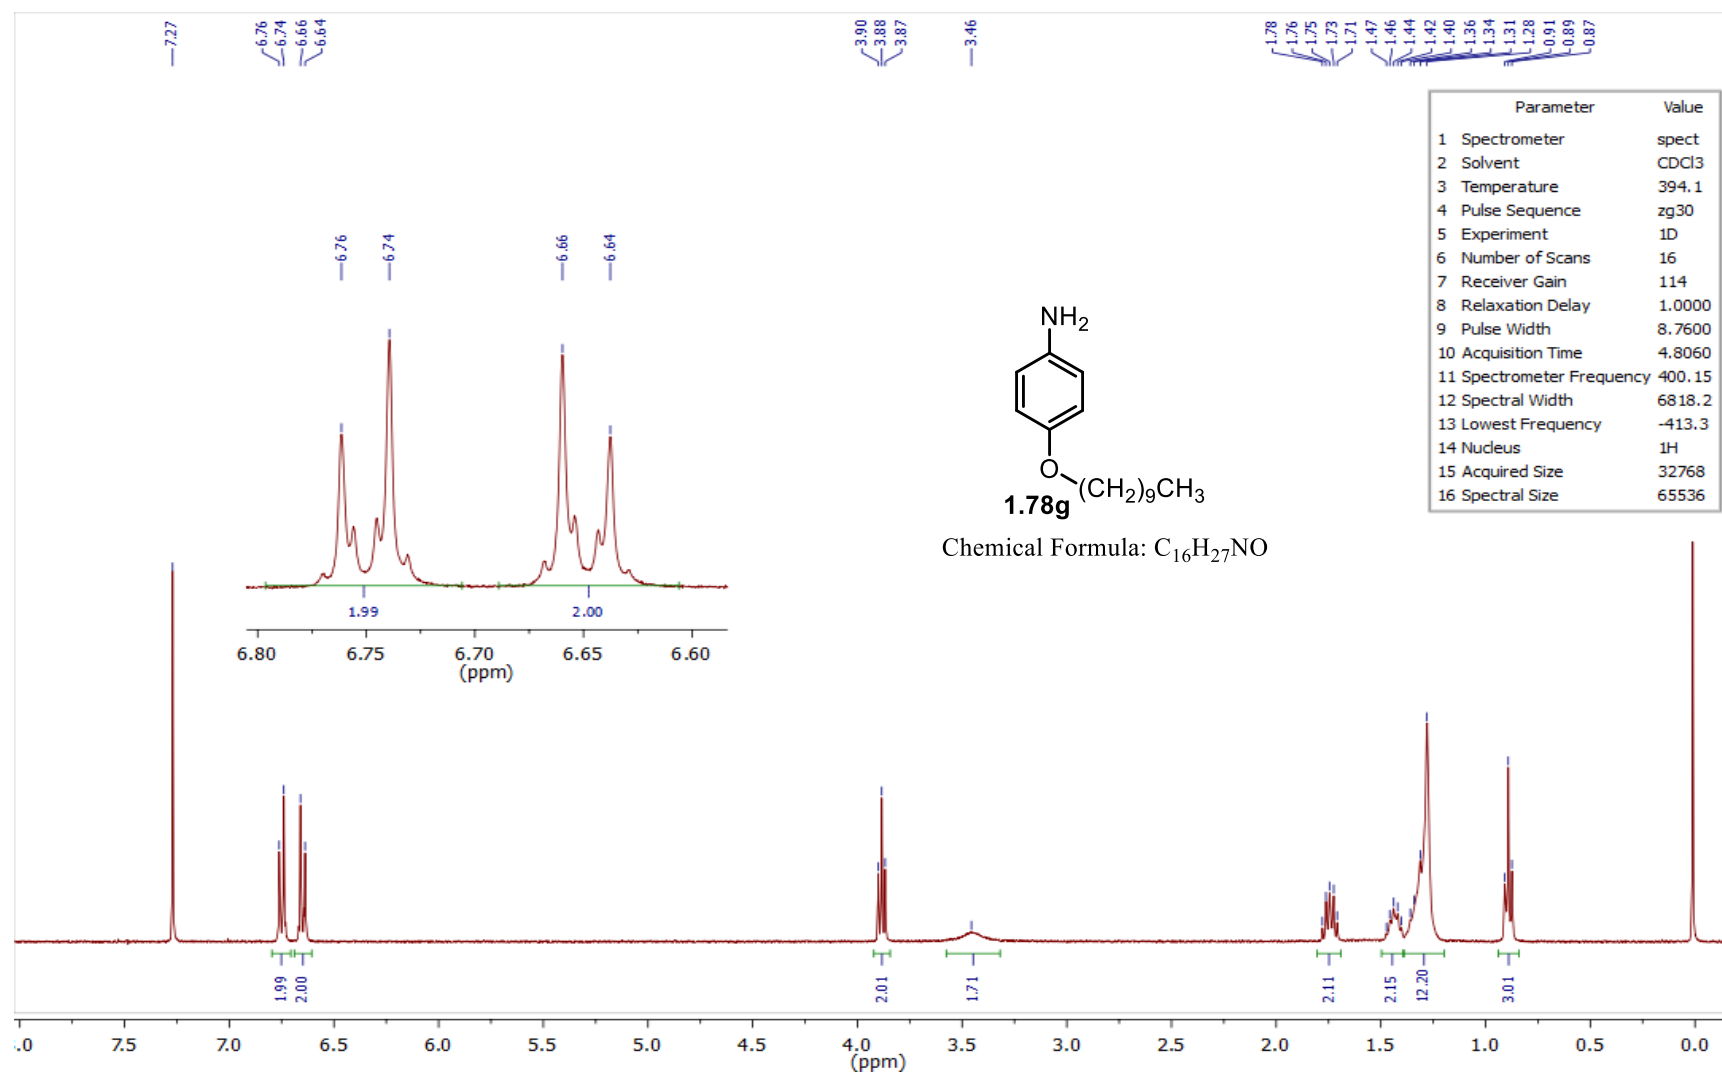 7.27
6.76
6.74
6.66
6.64
3.90
3.88
3.87
3.46
1.78
1.76
1.75
1.73
1.71
1.47
1.46
1.44
1.42
1.40
1.36
1.34
1.31
1.28
0.91
0.89
0.87
Parameter Value
1 Spectrometer spect
2 Solvent CDCl3
3 Temperature 394.1
4 Pulse Sequence zg30
5 Experiment 1D
6 Number of Scans 16
7 Receiver Gain 114
8 Relaxation Delay 1.0000
9 Pulse Width 8.7600
10 Acquisition Time 4.8060
11 Spectrometer Frequency 400.15
12 Spectral Width 6818.2
13 Lowest Frequency -413.3
14 Nucleus 1H
15 Acquired Size 32768
16 Spectral Size 65536
6.76
6.74
6.66
6.64
1.99 2.00
6.80 6.75 6.70 6.65 6.60
(ppm)
NH₂
O
(CH₂)₉CH₃
1.78g
Chemical Formula: C₁₆H₂₇NO
1.99
2.00
2.01
1.71
2.11
2.15
12.20
3.01
.0 7.5 7.0 6.5 6.0 5.5 5.0 4.5 4.0 3.5 3.0 2.5 2.0 1.5 1.0 0.5 0.0
(ppm)